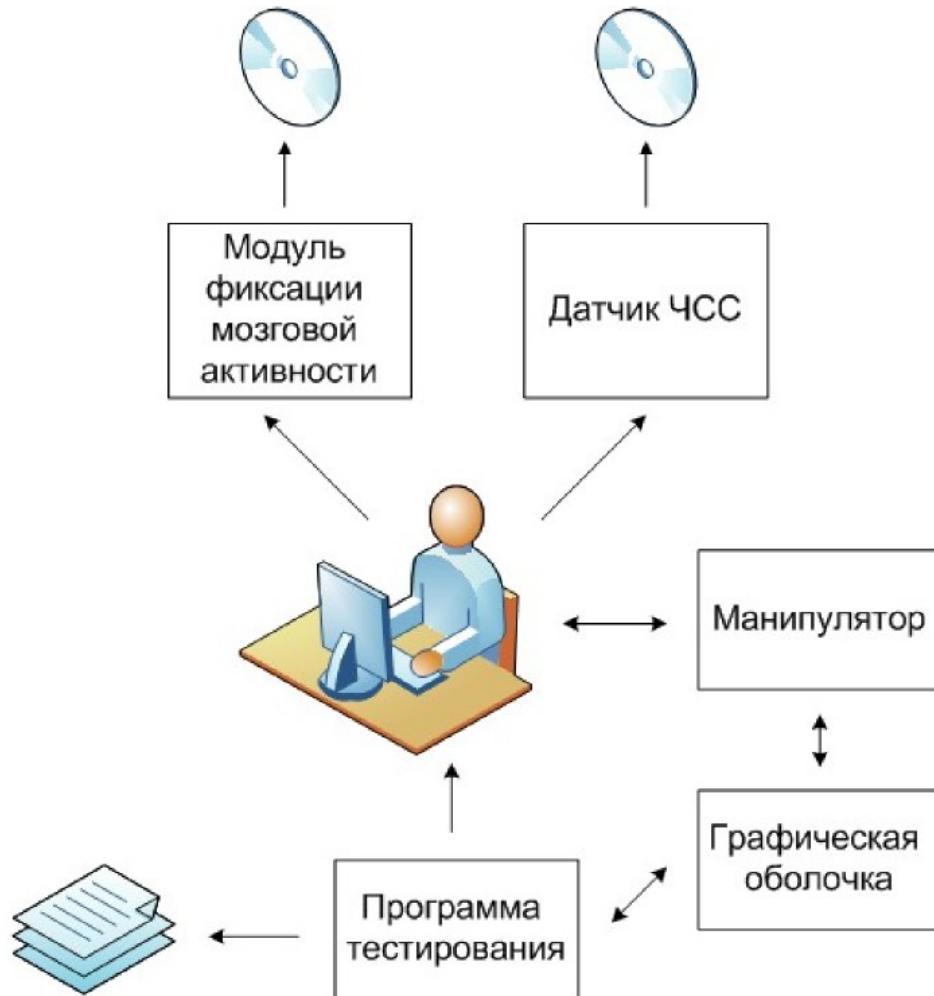 Модуль
фиксации
мозговой
активности
Датчик ЧСС
Манипулятор
Графическая
оболочка
Программа
тестирования